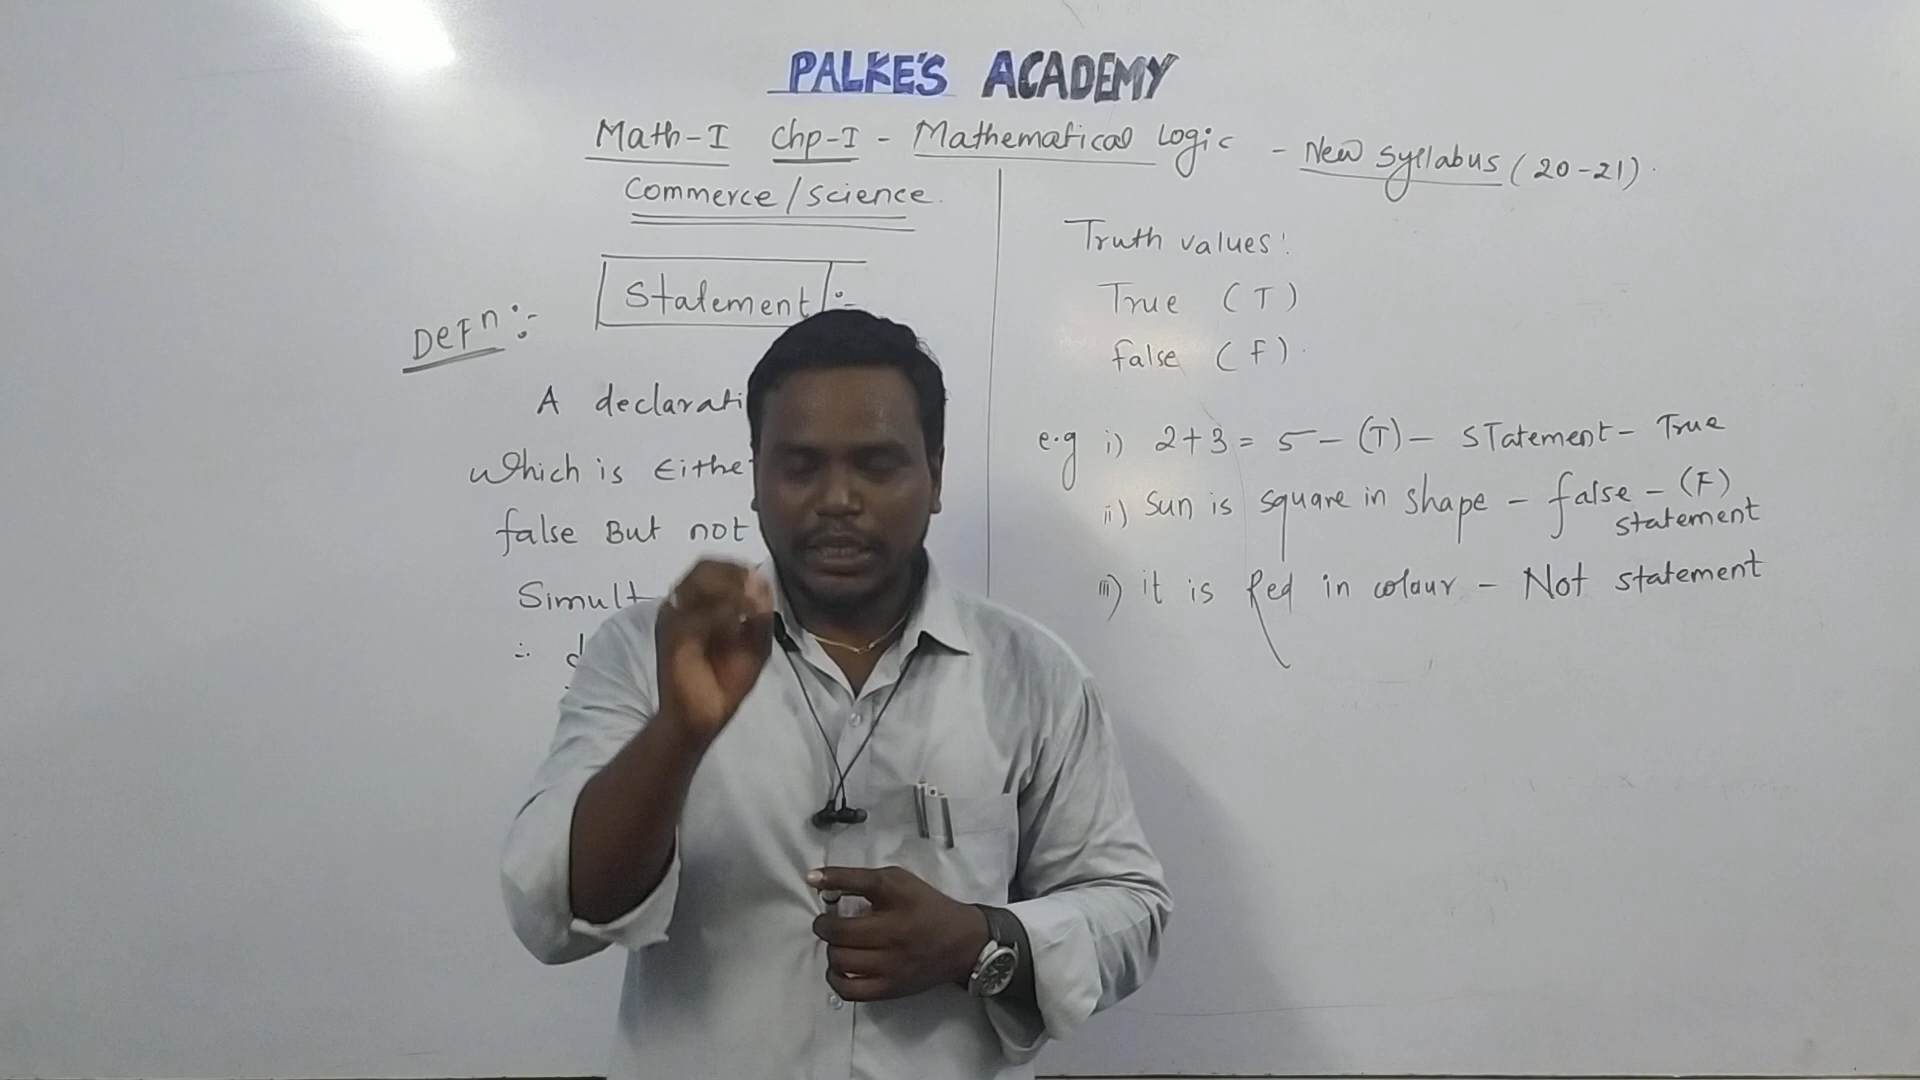 PALKE'S ACADEMY
Math-I Chp-I - Mathematical Logic - New syllabus (20-21).
Commerce/science.
Statement :-
Defn :-
A declarati
Which is Eithe
false But not
Simult
∴ d
Truth values:
True (T)
false (F).
e.g i) 2+3 = 5 - (T) - STatement - True
ii) Sun is square in shape - false - (F)
statement
iii) it is Red in colour - Not statement